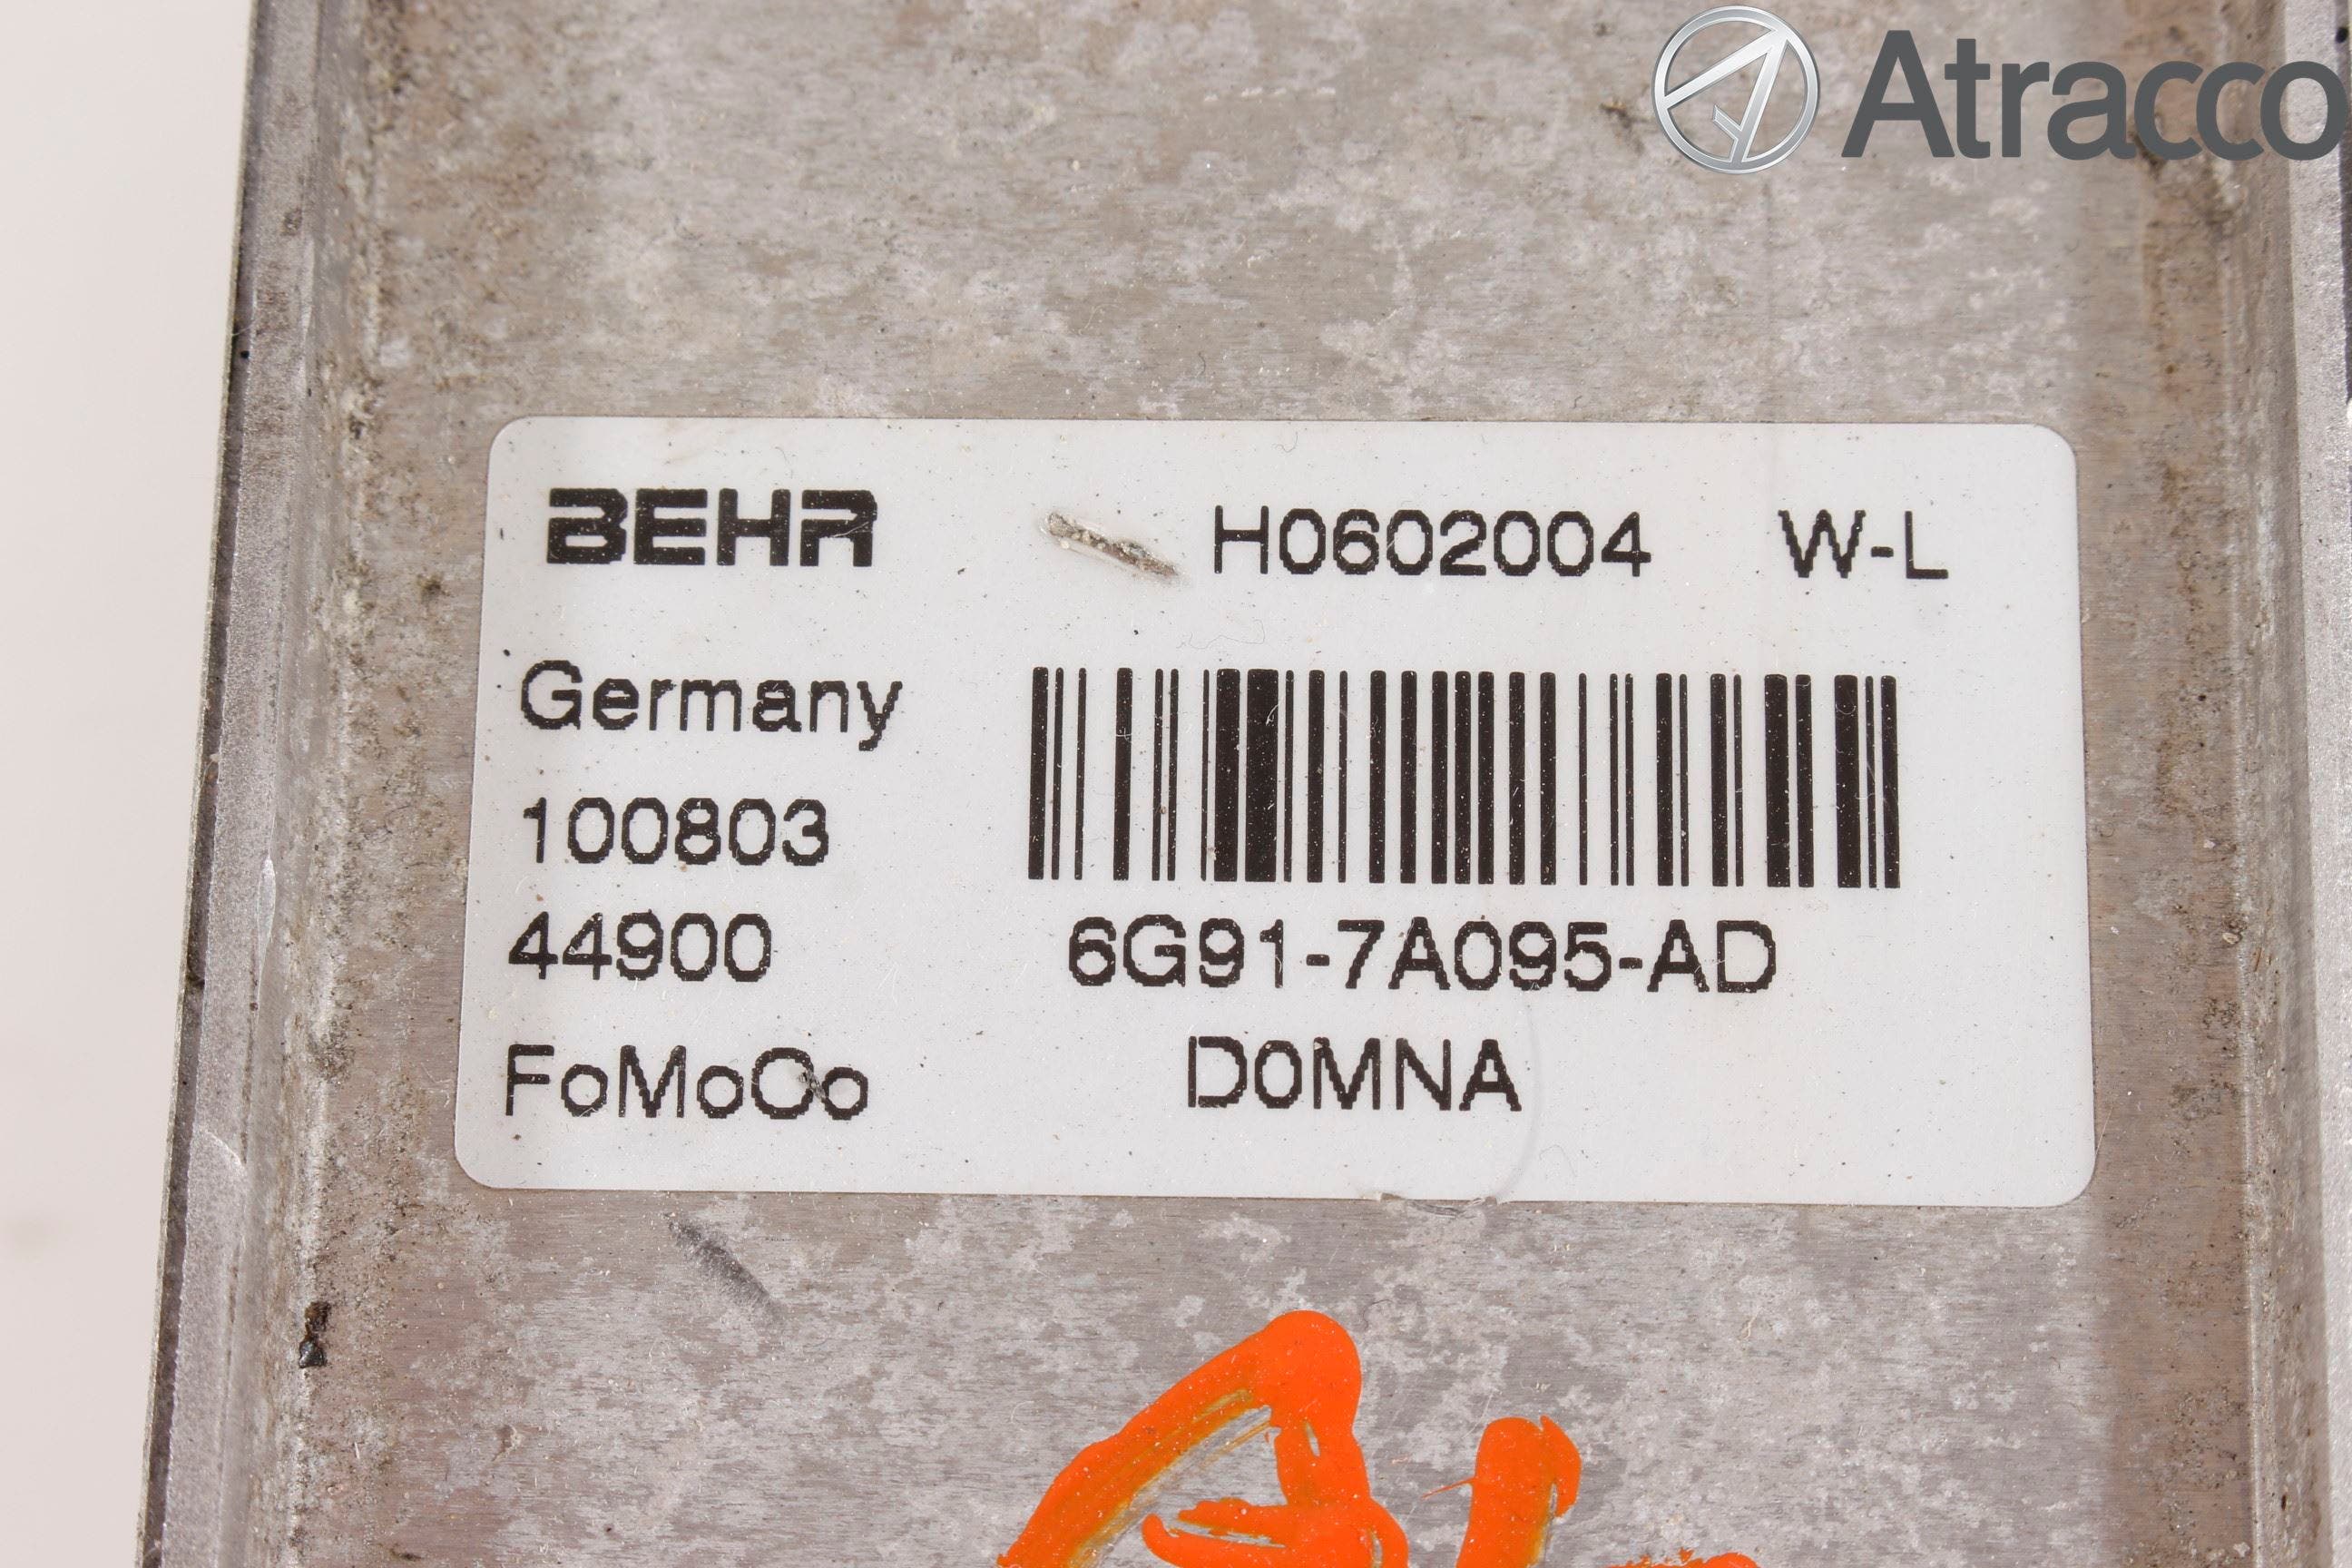 Atracco
BEHR H0602004 W-L
Germany
100803
44900 6G91-7A095-AD
FoMoCo D0MNA